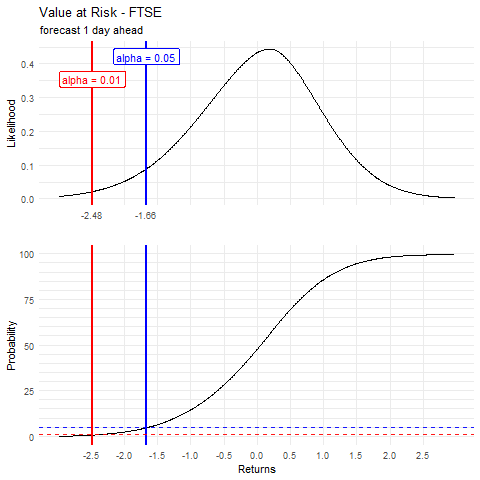 Value at Risk - FTSE
forecast 1 day ahead
alpha = 0.05
alpha = 0.01
Likelihood
0.4
0.3
0.2
0.1
0.0
-2.48 -1.66
Probability
100
75
50
25
0
-2.5 -2.0 -1.5 -1.0 -0.5 0.0 0.5 1.0 1.5 2.0 2.5
Returns